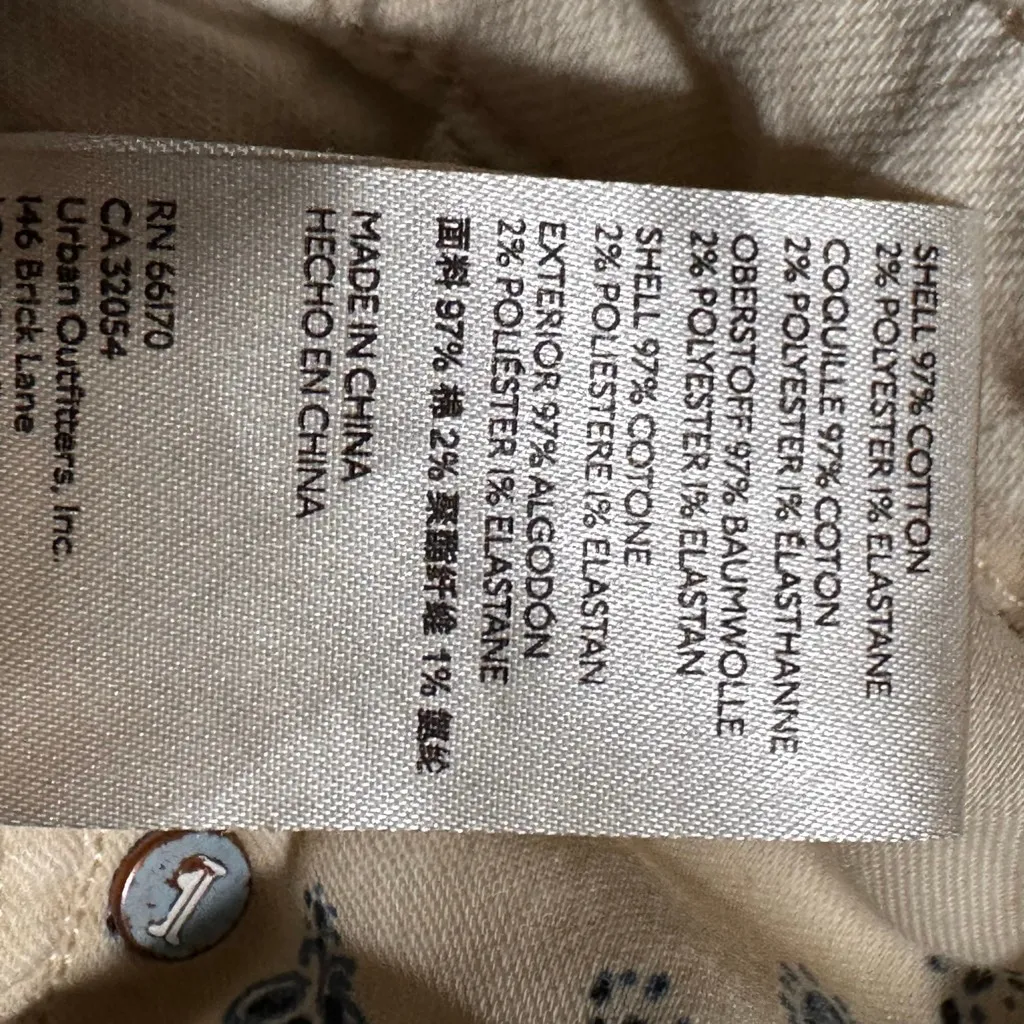 SHELL 97% COTTON
2% POLYESTER 1% ELASTANE
COQUILLE 97% COTON
2% POLYESTER 1% ÉLASTHANNE
OBERSTOFF 97% BAUMWOLLE
2% POLYESTER 1% ELASTAN
SHELL 97% COTONE
2% POLIESTERE 1% ELASTAN
EXTERIOR 97% ALGODÓN
2% POLIÉSTER 1% ELASTANE
面料 97% 棉 2% 聚酯纤维 1% 氨纶
MADE IN CHINA
HECHO EN CHINA
RN 66170
CA 32054
Urban Outfitters, Inc
146 Brick Lane